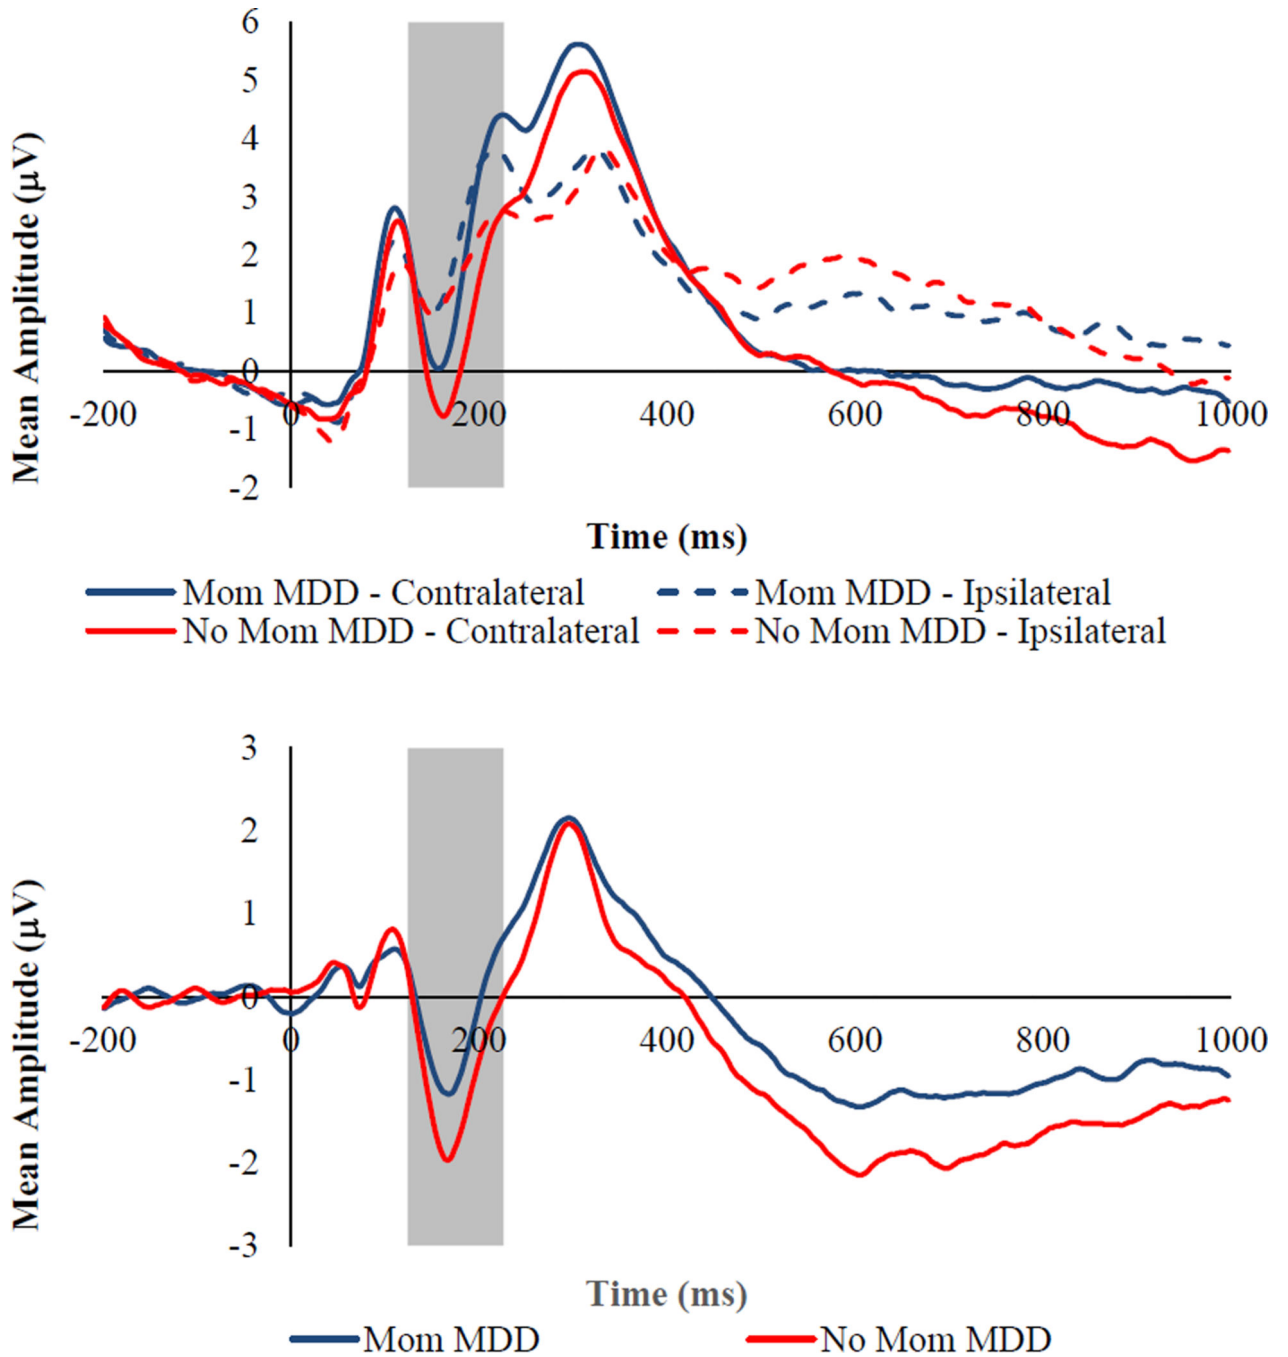 6
5
4
3
2
1
0
-1
-2
-200 0 200 400 600 800 1000
Mean Amplitude (µV)
Time (ms)
Mom MDD - Contralateral Mom MDD - Ipsilateral
No Mom MDD - Contralateral No Mom MDD - Ipsilateral
3
2
1
0
-1
-2
-3
-200 0 200 400 600 800 1000
Mean Amplitude (µV)
Time (ms)
Mom MDD No Mom MDD